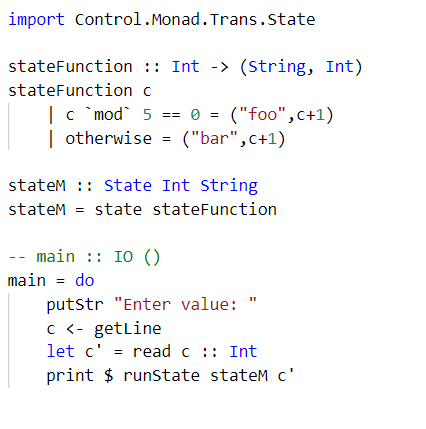 import Control.Monad.Trans.State

stateFunction :: Int -> (String, Int)
stateFunction c
    | c `mod` 5 == 0 = ("foo",c+1)
    | otherwise = ("bar",c+1)

stateM :: State Int String
stateM = state stateFunction

-- main :: IO ()
main = do
    putStr "Enter value: "
    c <- getLine
    let c' = read c :: Int
    print $ runState stateM c'